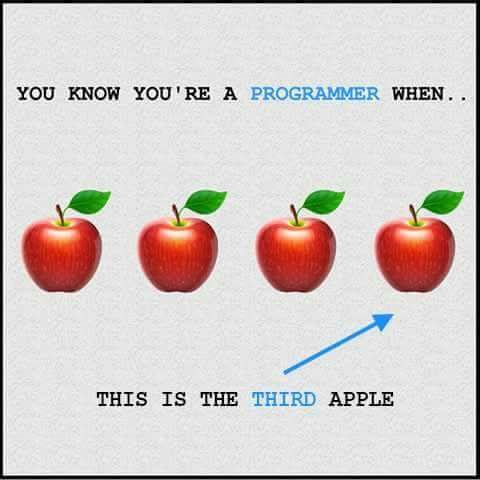 YOU KNOW YOU'RE A PROGRAMMER WHEN..
THIS IS THE THIRD APPLE